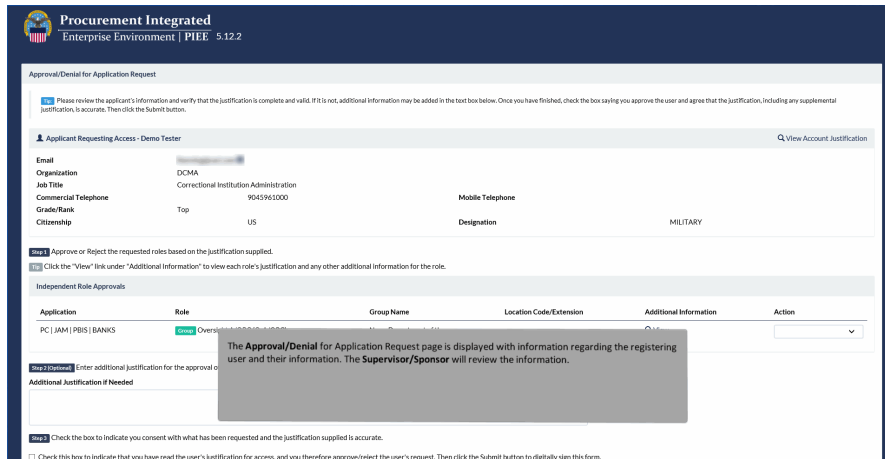 Procurement Integrated
Enterprise Environment | PIEE 5.12.2
Approval/Denial for Application Request
Tip Please review the applicant's information and verify that the justification is complete and valid. If it is not, additional information may be added in the text box below. Once you have finished, check the box saying you approve the user and agree that the justification, including any supplemental
justification, is accurate. Then click the Submit button.
Applicant Requesting Access - Demo Tester View Account Justification
Email
Organization DCMA
Job Title Correctional Institution Administration
Commercial Telephone 9045961000 Mobile Telephone
Grade/Rank Top
Citizenship US Designation MILITARY
Step 1 Approve or Reject the requested roles based on the justification supplied.
Tip Click the "View" link under "Additional Information" to view each role's justification and any other additional information for the role.
Independent Role Approvals
Application Role Group Name Location Code/Extension Additional Information Action
PC | JAM | PBIS | BANKS Group
The Approval/Denial for Application Request page is displayed with information regarding the registering
user and their information. The Supervisor/Sponsor will review the information.
Step 2 (Optional) Enter additional justification for the approval
Additional Justification if Needed
Step 3 Check the box to indicate you consent with what has been requested and the justification supplied is accurate.
Check this box to indicate that you have read the user's justification for access, and you therefore approve/reject the user's request. Then click the Submit button to digitally sign this form.